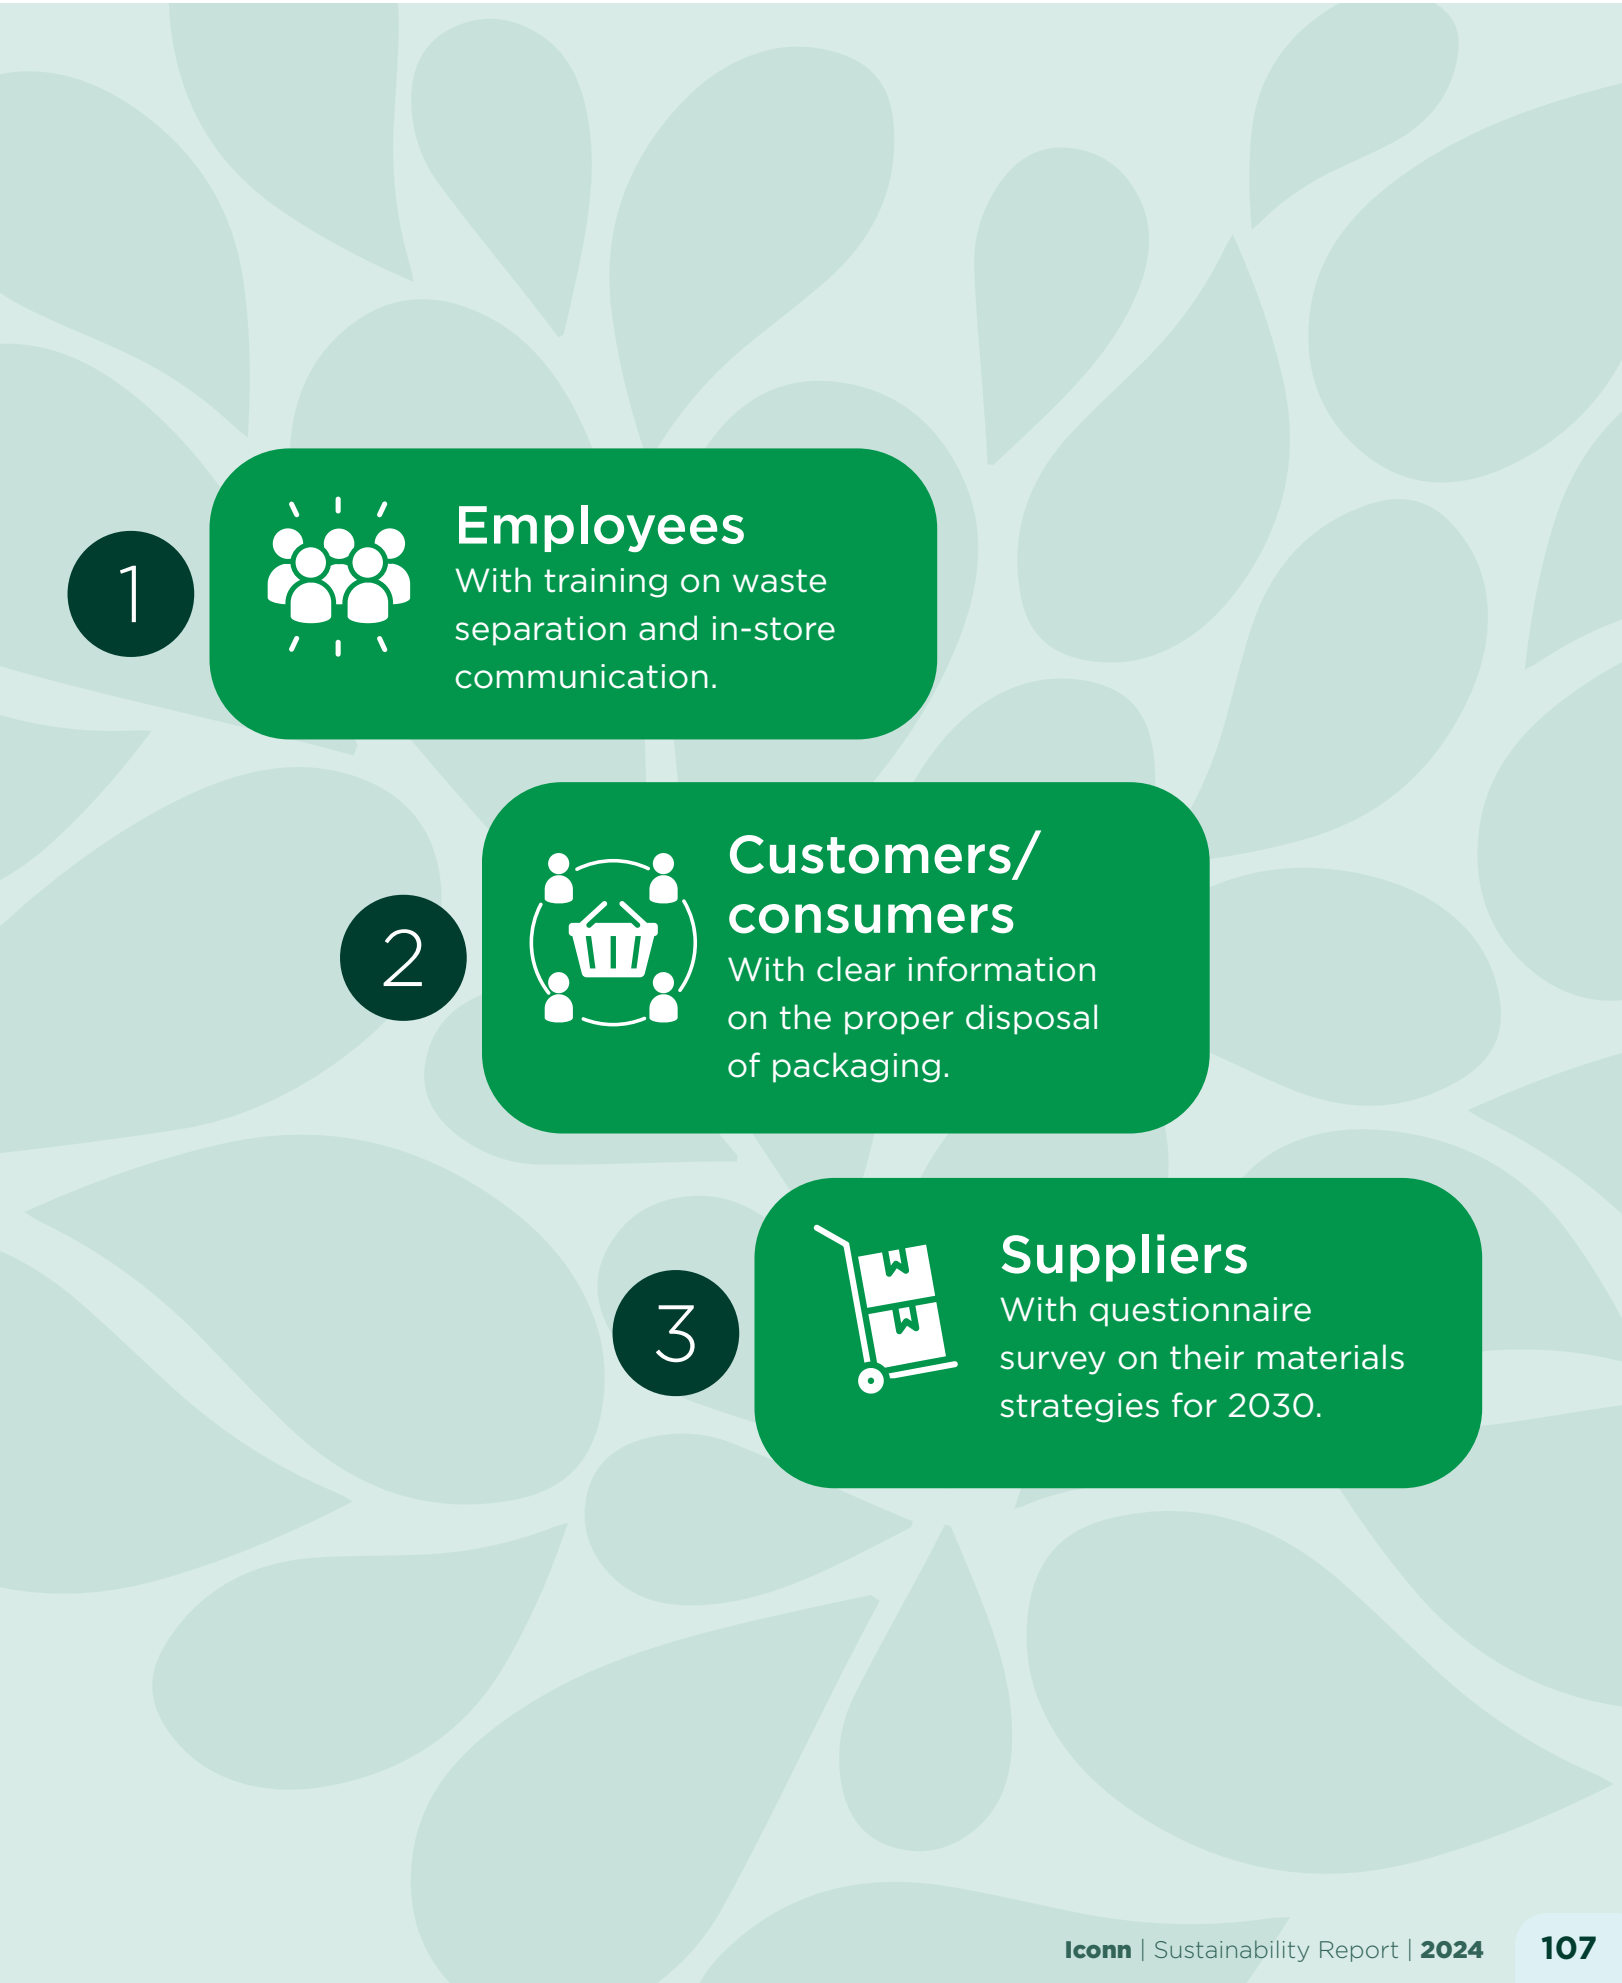 1
Employees
With training on waste
separation and in-store
communication.
2
Customers/
consumers
With clear information
on the proper disposal
of packaging.
3
Suppliers
With questionnaire
survey on their materials
strategies for 2030.
Iconn | Sustainability Report | 2024
107